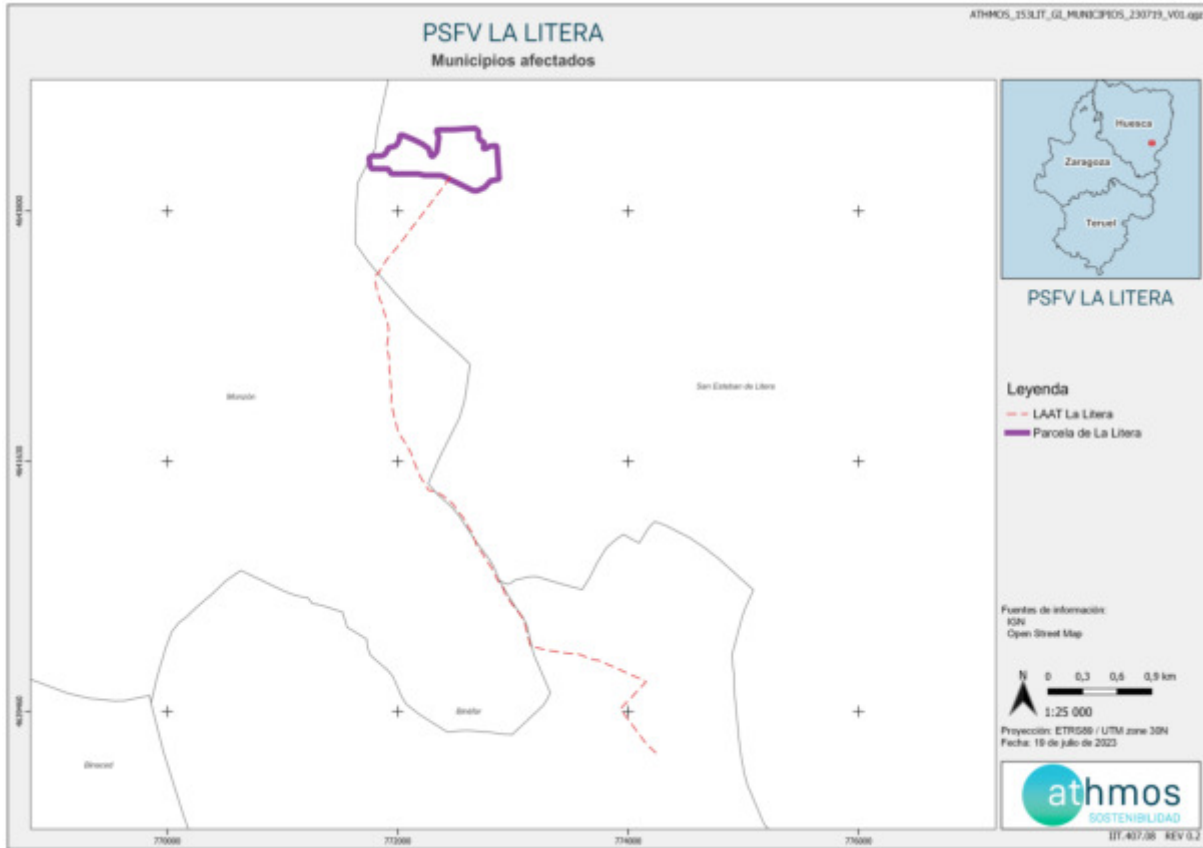 ATHMOS_153LIT_GI_MUNICIPIOS_230719_V01.qgz
PSFV LA LITERA
Municipios afectados
Huesca
Zaragoza
Teruel
PSFV LA LITERA
Monzón
San Esteban de Litera
Binéfar
Binaced
4641630
770000
772000
774000
776000
Leyenda
LAAT La Litera
Parcela de La Litera
Fuentes de información:
IGN
Open Street Map
N
0 0,3 0,6 0,9 km
1:25 000
Proyección: ETRS89 / UTM zone 30N
Fecha: 19 de julio de 2023
athmos
SOSTENIBILIDAD
IIT.407.08 REV 0.2